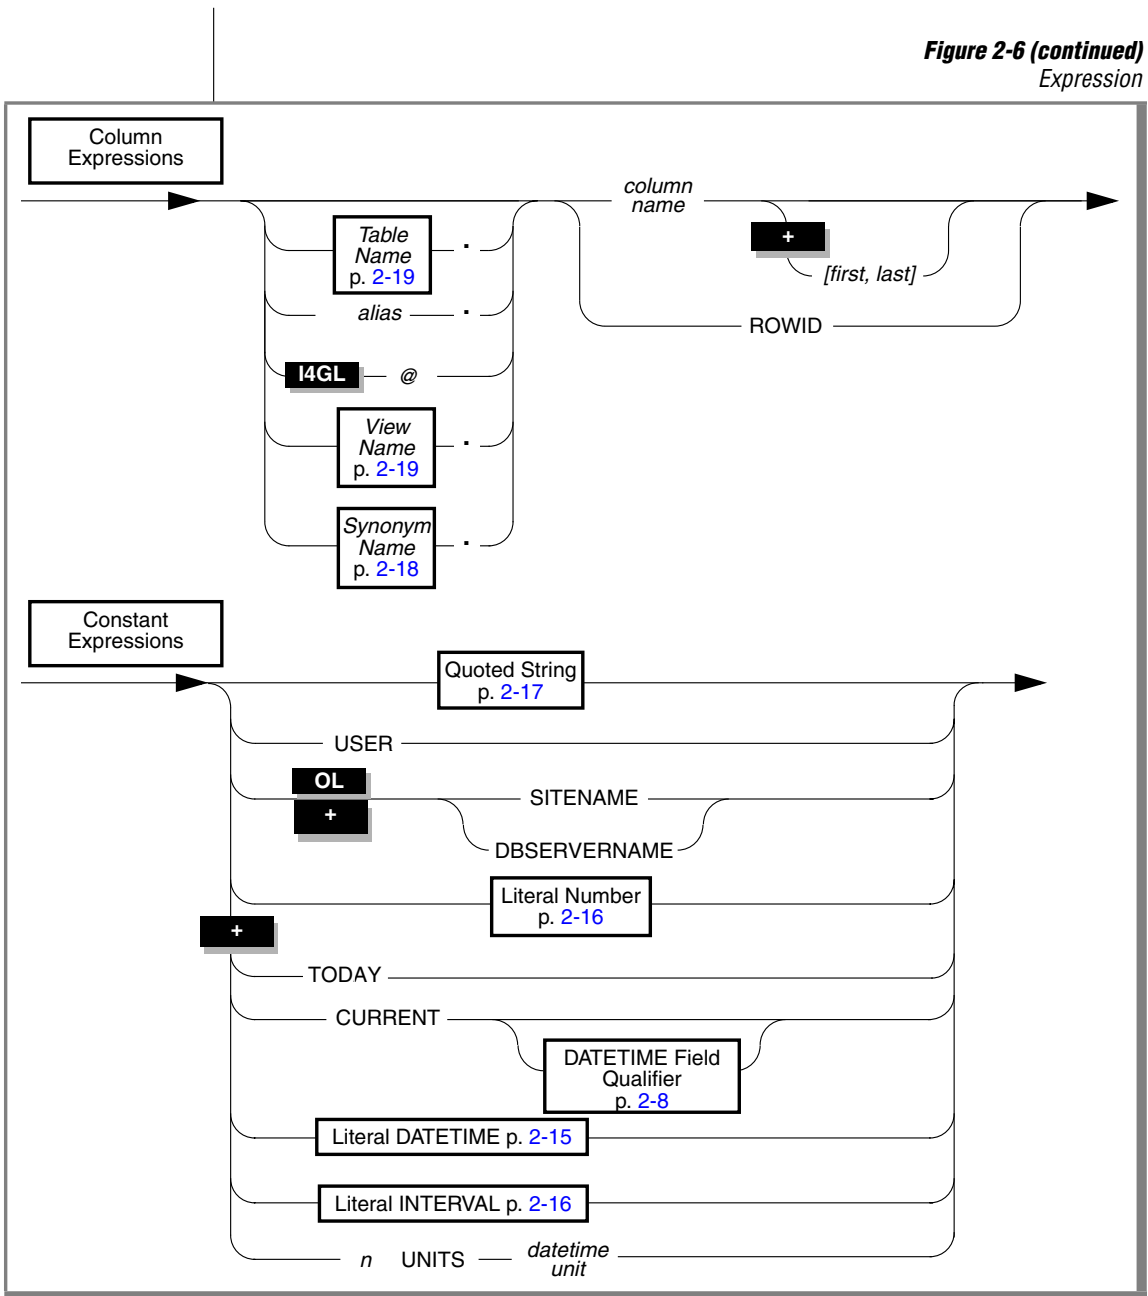 Figure 2-6 (continued)
Expression
Column
Expressions
column
name
+
[first, last]
ROWID
Table
Name
p. 2-19
.
alias
.
I4GL
@
View
Name
p. 2-19
.
Synonym
Name
p. 2-18
.
Constant
Expressions
Quoted String
p. 2-17
USER
OL
+
SITENAME
DBSERVERNAME
Literal Number
p. 2-16
+
TODAY
CURRENT
DATETIME Field
Qualifier
p. 2-8
Literal DATETIME p. 2-15
Literal INTERVAL p. 2-16
n UNITS datetime
unit